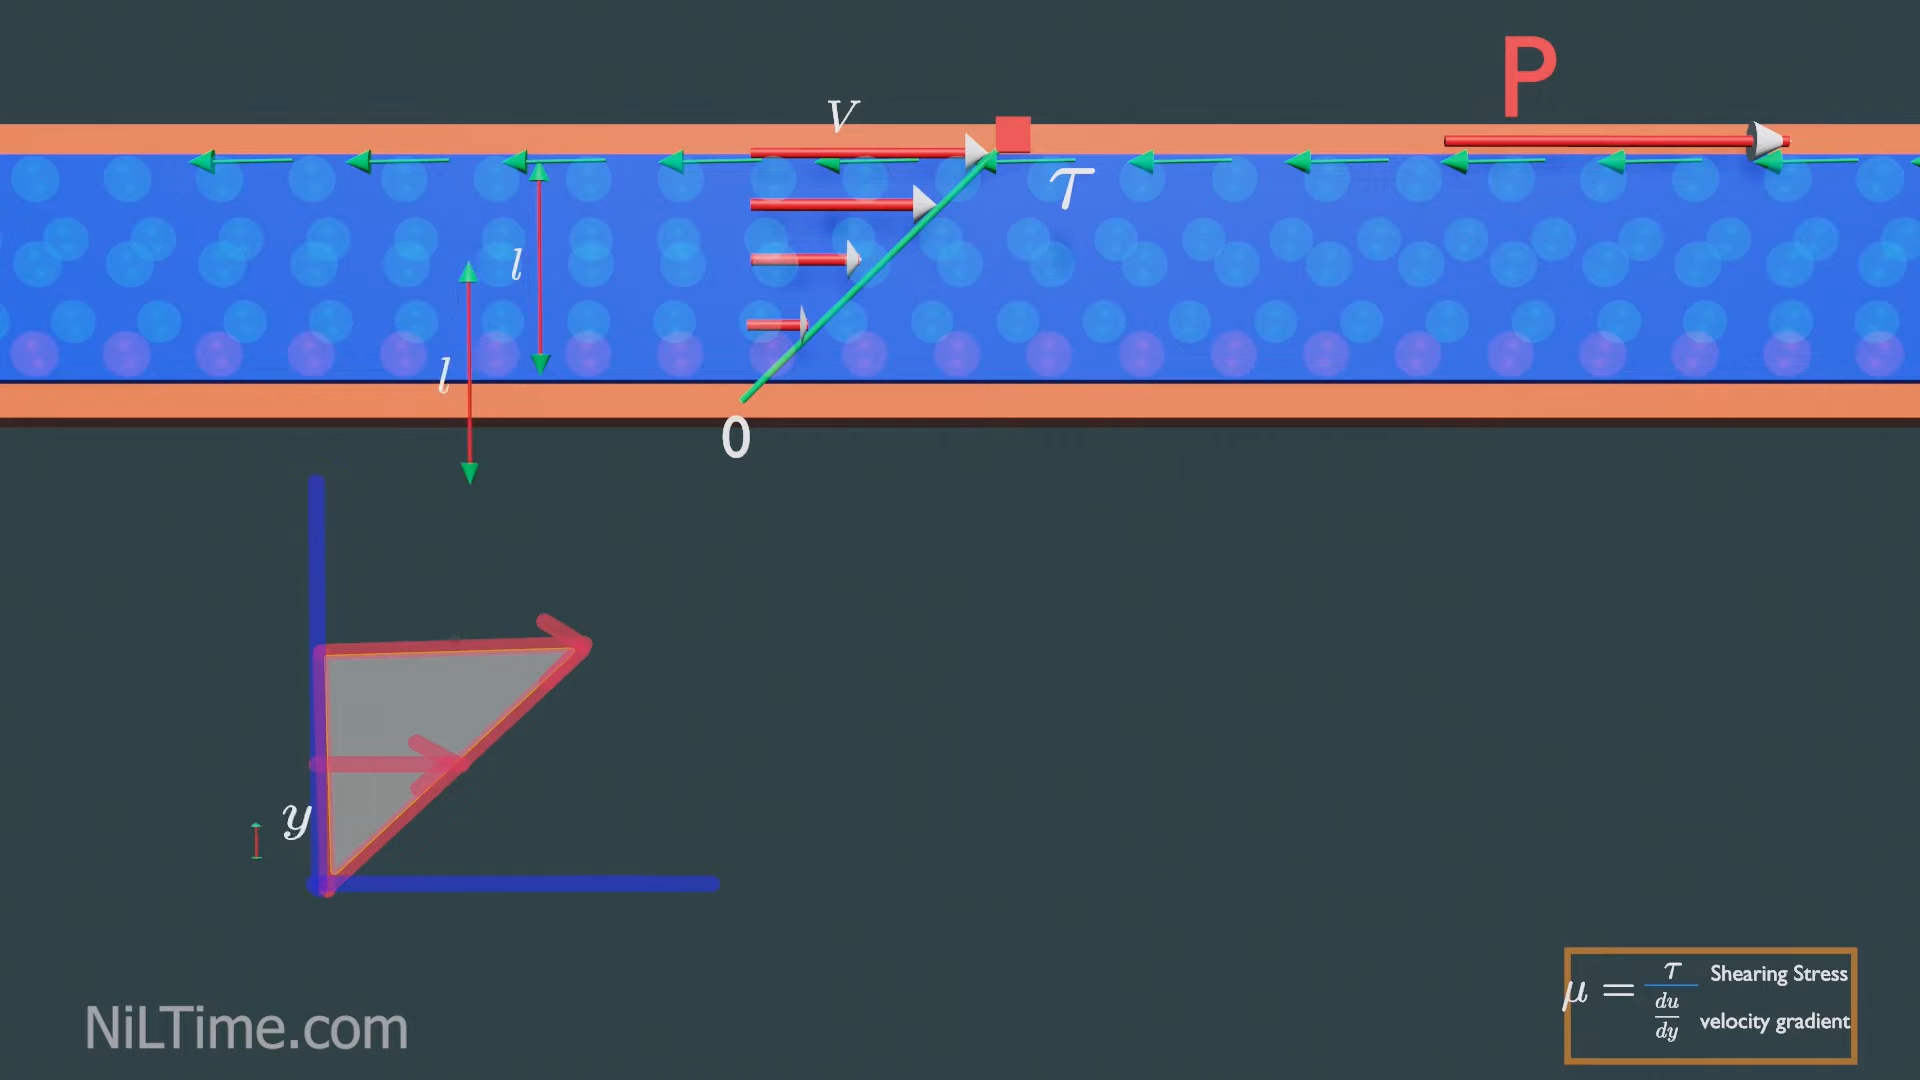 P
V
τ
l
l
0
y
μ = τ / du/dy
Shearing Stress
velocity gradient
NiLTime.com